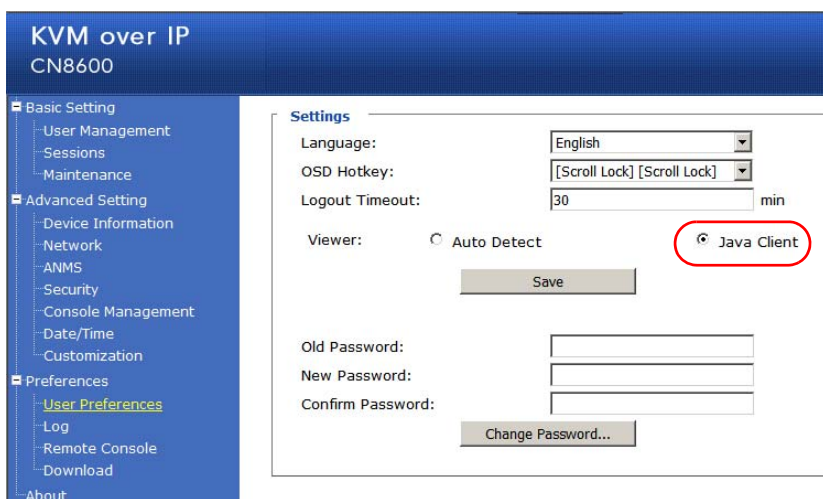 KVM over IP
CN8600
Basic Setting
User Management
Sessions
Maintenance
Advanced Setting
Device Information
Network
ANMS
Security
Console Management
Date/Time
Customization
Preferences
User Preferences
Log
Remote Console
Download
About
Settings
Language: English
OSD Hotkey: [Scroll Lock] [Scroll Lock]
Logout Timeout: 30 min
Viewer: Auto Detect Java Client
Save
Old Password:
New Password:
Confirm Password:
Change Password...